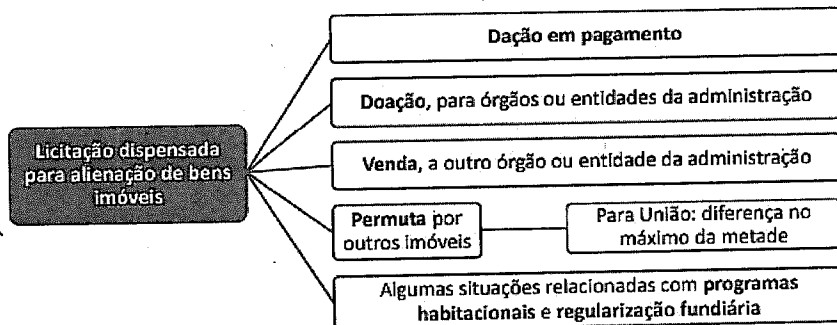 Licitação dispensada
para alienação de bens
imóveis
Dação em pagamento
Doação, para órgãos ou entidades da administração
Venda, a outro órgão ou entidade da administração
Permuta por
outros imóveis
Para União: diferença no
máximo da metade
Algumas situações relacionadas com programas
habitacionais e regularização fundiária